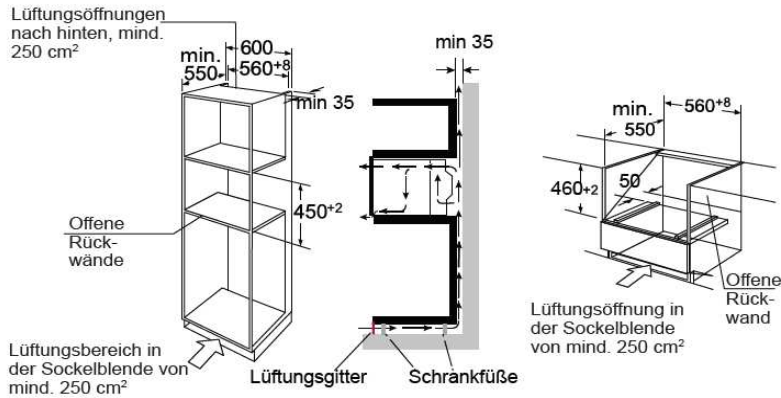 Lüftungsöffnungen
nach hinten, mind.
250 cm²
600
min.
550
560⁺⁸
min 35
450⁺²
Offene
Rück-
wände
Lüftungsbereich in
der Sockelblende von
mind. 250 cm²
min 35
Lüftungsgitter
Schrankfüße
min.
550
560⁺⁸
460⁺²
50
Offene
Rück-
wand
Lüftungsöffnung in
der Sockelblende
von mind. 250 cm²